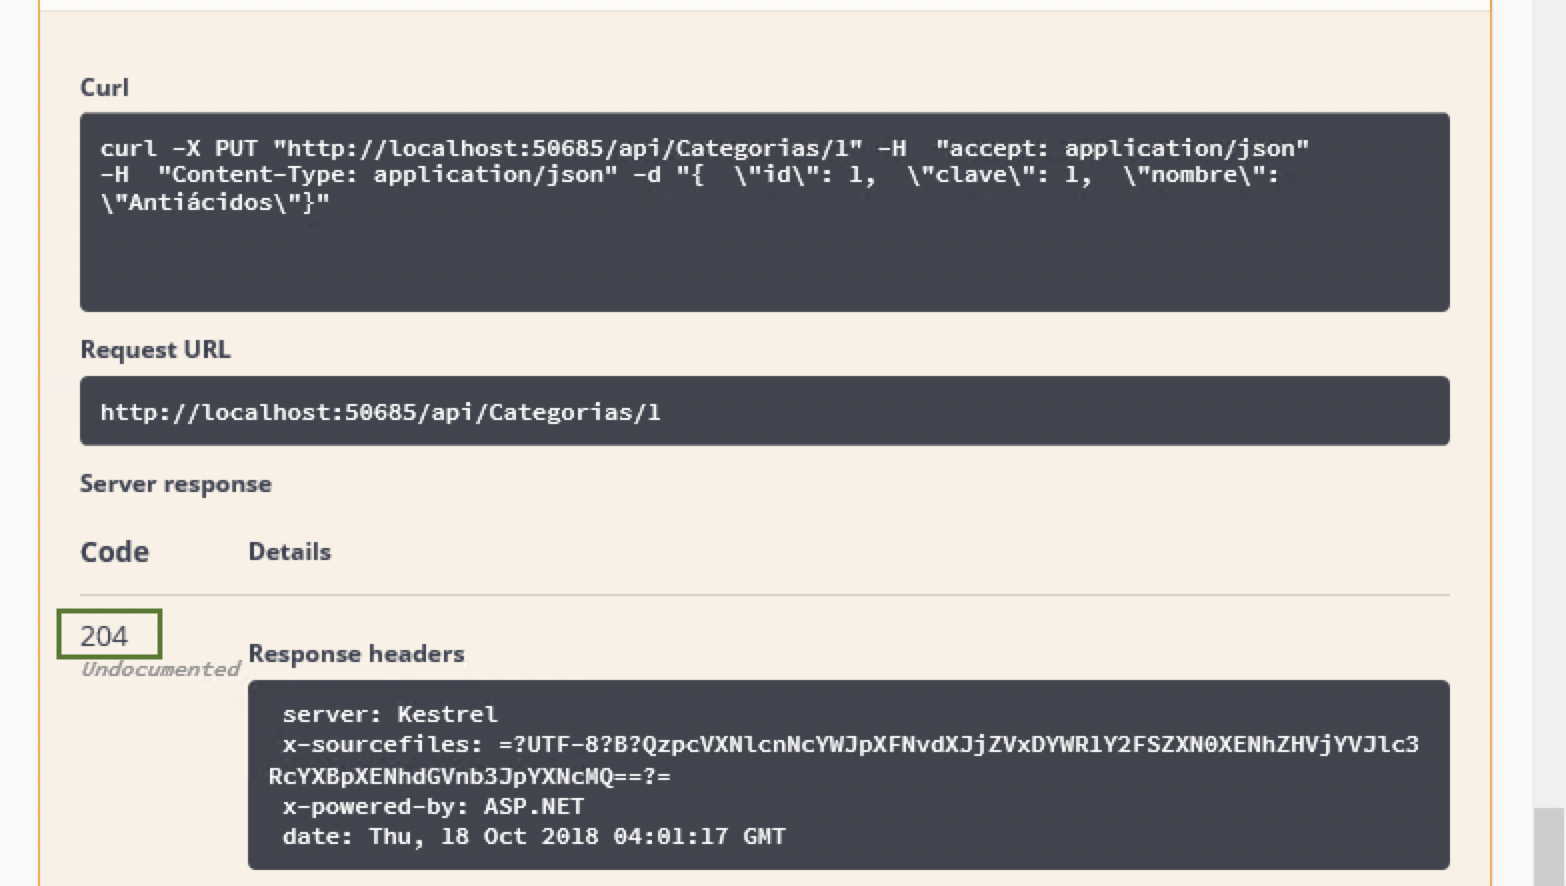 Curl
curl -X PUT "http://localhost:50685/api/Categorias/1" -H  "accept: application/json"
-H  "Content-Type: application/json" -d "{  \"id\": 1,  \"clave\": 1,  \"nombre\":
\"Antiácidos\"}"
Request URL
http://localhost:50685/api/Categorias/1
Server response
Code Details
204
Undocumented
Response headers
server: Kestrel
x-sourcefiles: =?UTF-8?B?QzpcVXNlcnNcYWJpXFNvdXJjZVxDYWRlY2FSZXN0XENhZHVjYVJlc3
RcYXBpXENhdGVnb3JpYXNcMQ==?=
x-powered-by: ASP.NET
date: Thu, 18 Oct 2018 04:01:17 GMT